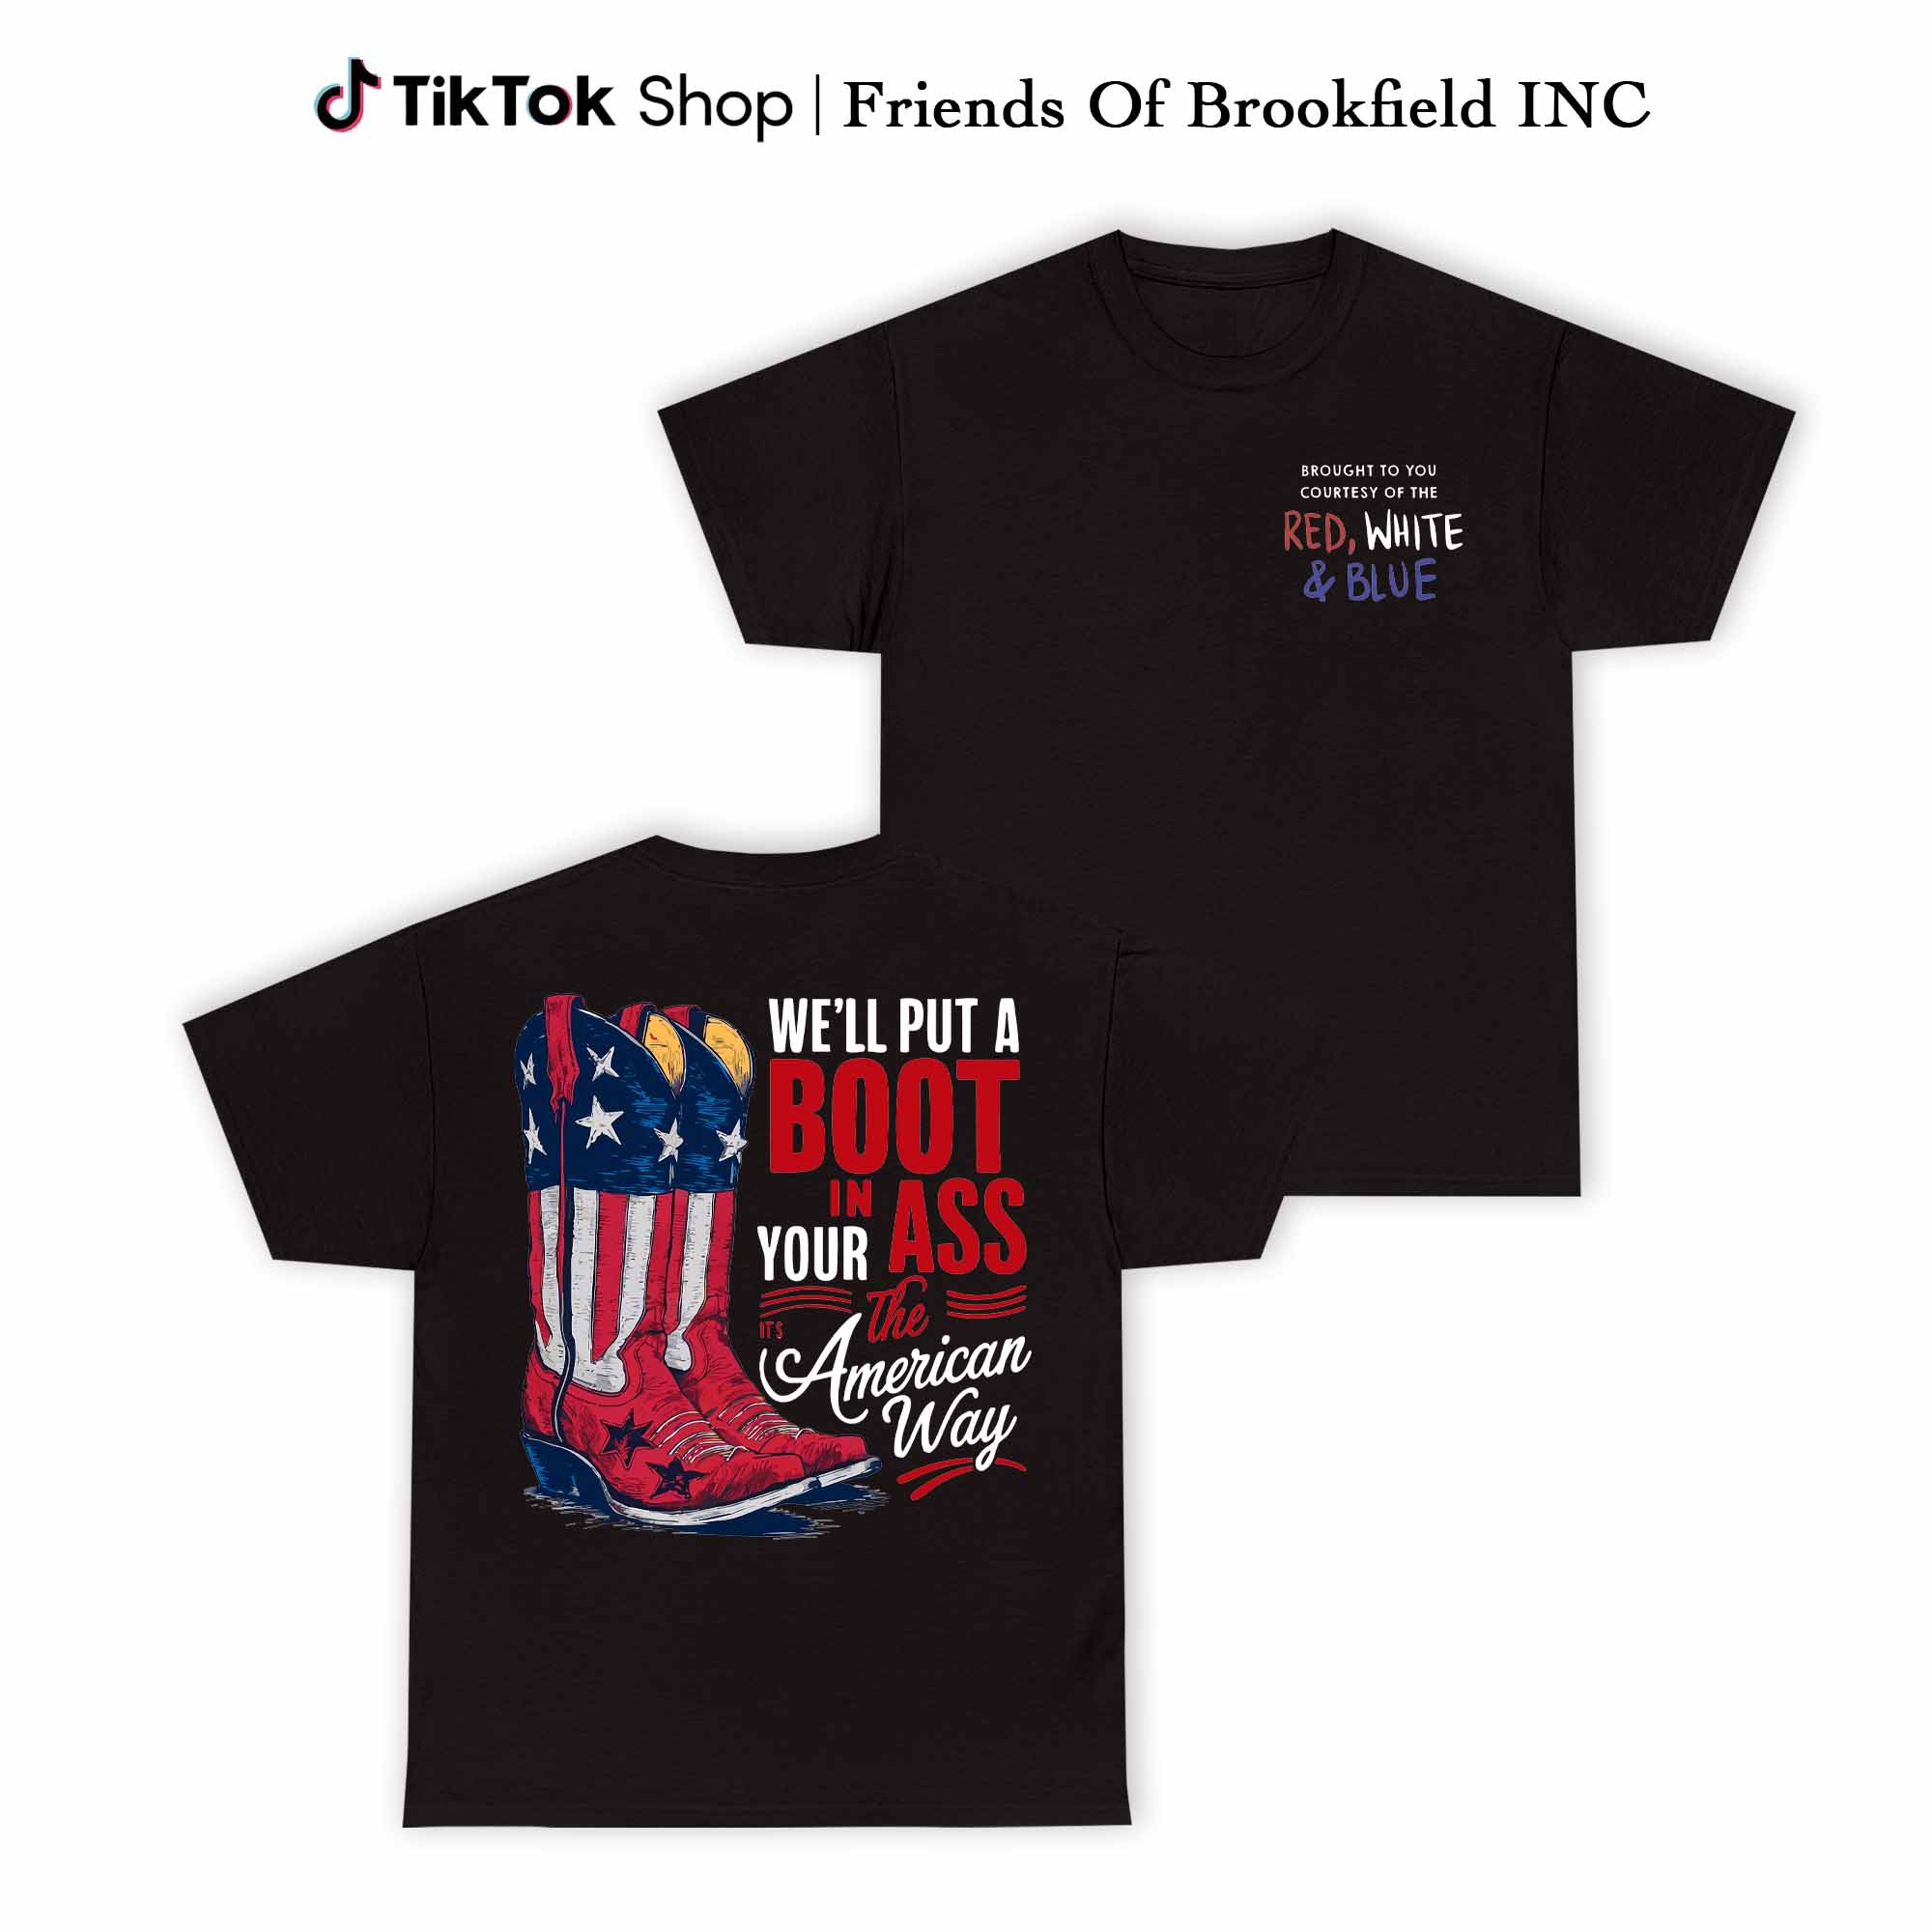 TikTok Shop | Friends Of Brookfield INC
BROUGHT TO YOU
COURTESY OF THE
RED, WHITE
& BLUE
WE'LL PUT A
BOOT
IN ASS
YOUR
The
IT'S
American
Way